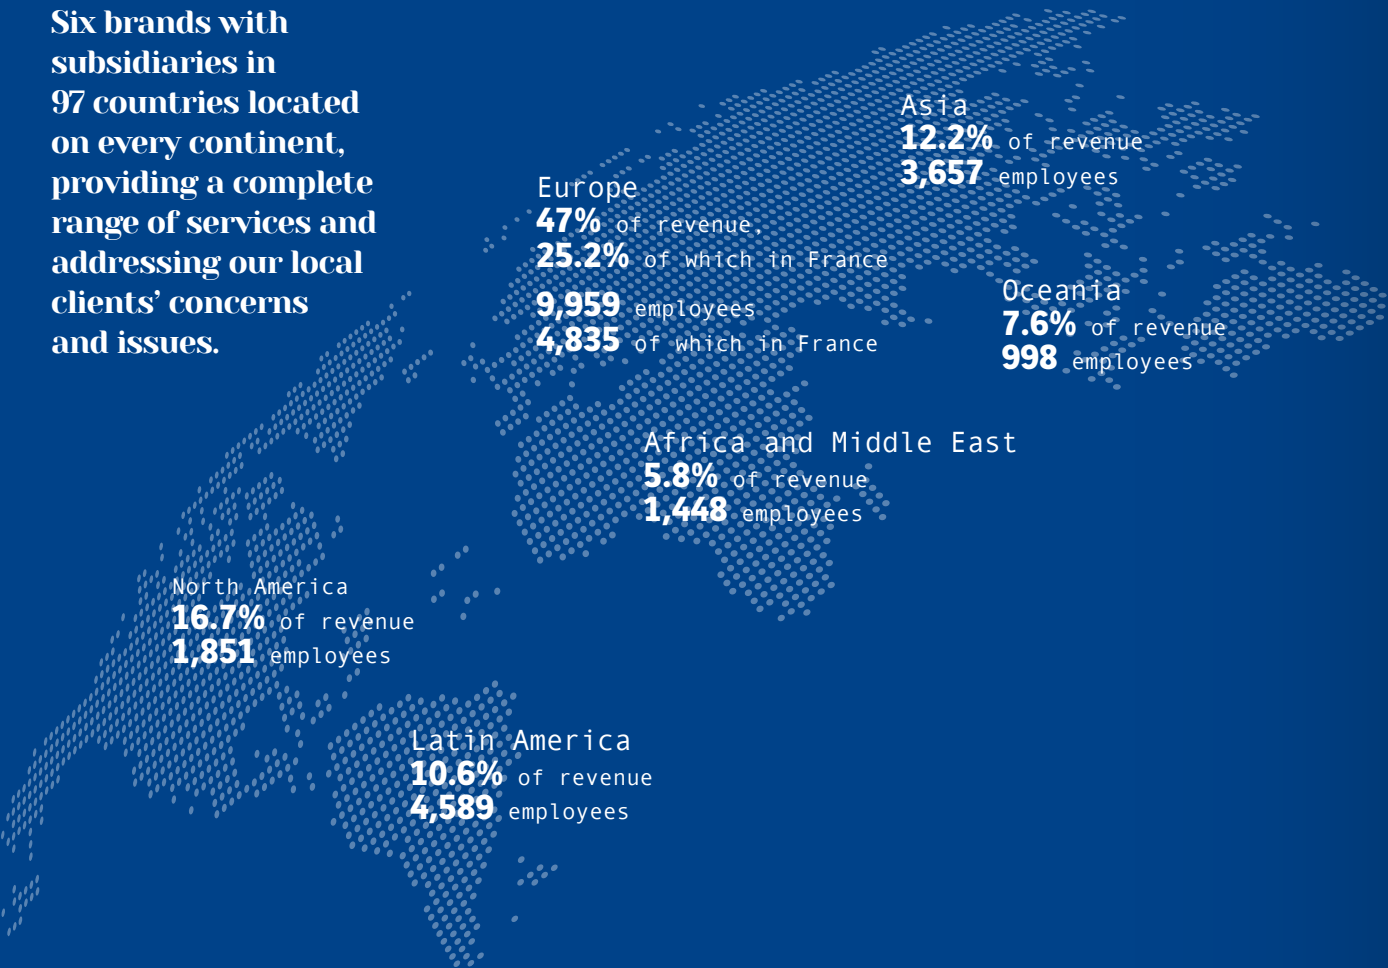 Six brands with
subsidiaries in
97 countries located
on every continent,
providing a complete
range of services and
addressing our local
clients’ concerns
and issues.
Asia
12.2% of revenue
3,657 employees
Europe
47% of revenue,
25.2% of which in France
9,959 employees
4,835 of which in France
Oceania
7.6% of revenue
998 employees
Africa and Middle East
5.8% of revenue
1,448 employees
North America
16.7% of revenue
1,851 employees
Latin America
10.6% of revenue
4,589 employees